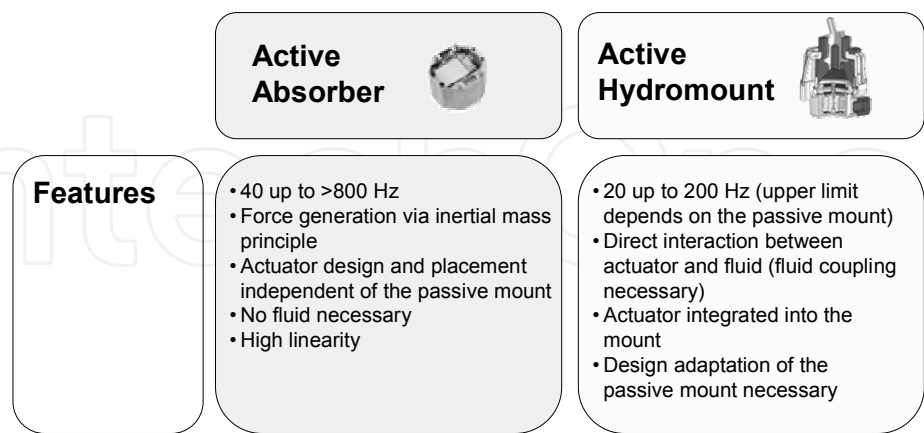 Active
Absorber
Active
Hydromount
Features
• 40 up to >800 Hz
• Force generation via inertial mass
principle
• Actuator design and placement
independent of the passive mount
• No fluid necessary
• High linearity
• 20 up to 200 Hz (upper limit
depends on the passive mount)
• Direct interaction between
actuator and fluid (fluid coupling
necessary)
• Actuator integrated into the
mount
• Design adaptation of the
passive mount necessary